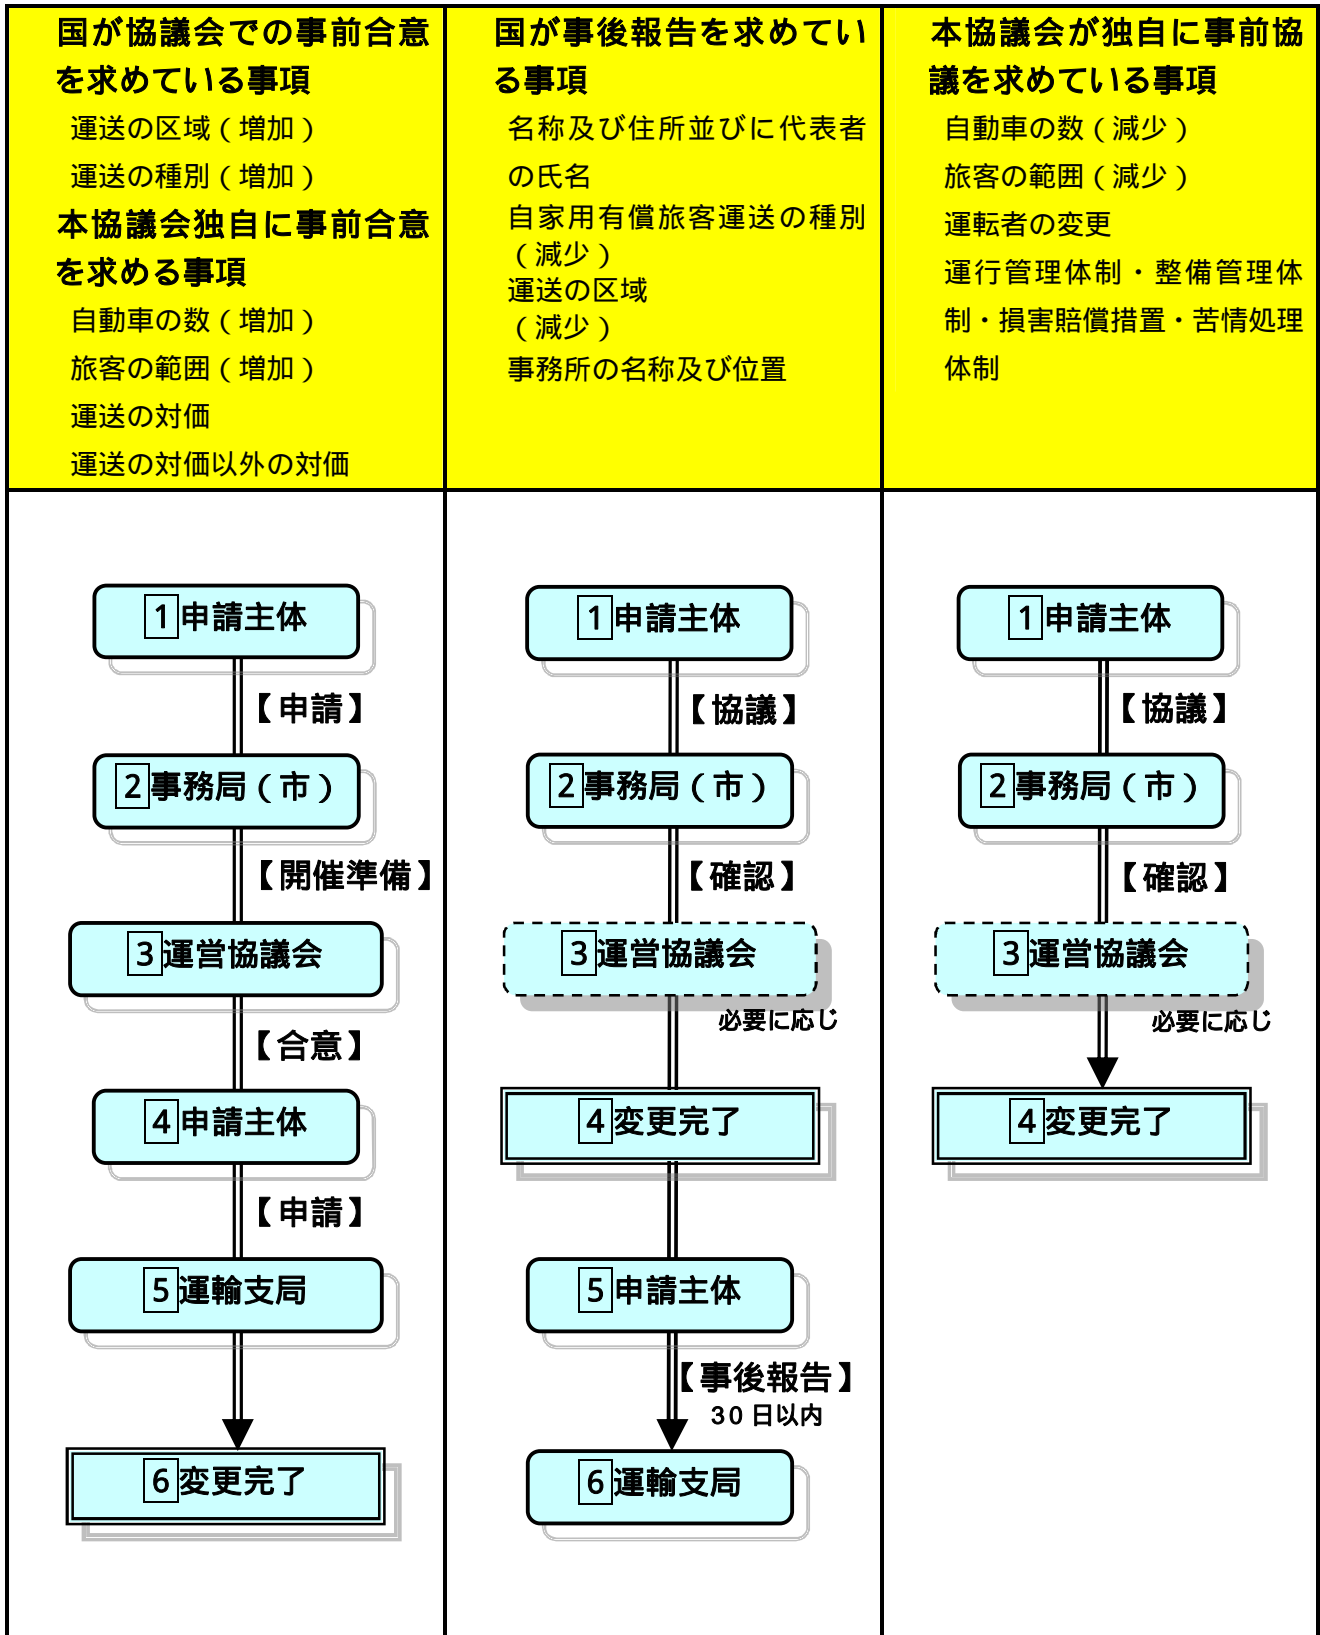 国が協議会での事前合意
を求めている事項
運送の区域（増加）
運送の種別（増加）
本協議会独自に事前合意
を求める事項
自動車の数（増加）
旅客の範囲（増加）
運送の対価
運送の対価以外の対価
国が事後報告を求めてい
る事項
名称及び住所並びに代表者
の氏名
自家用有償旅客運送の種別
（減少）
運送の区域
（減少）
事務所の名称及び位置
本協議会が独自に事前協
議を求めている事項
自動車の数（減少）
旅客の範囲（減少）
運転者の変更
運行管理体制・整備管理体
制・損害賠償措置・苦情処理
体制
1申請主体
【申請】
2事務局（市）
【開催準備】
3運営協議会
【合意】
4申請主体
【申請】
5運輸支局
6変更完了
1申請主体
【協議】
2事務局（市）
【確認】
3運営協議会
必要に応じ
4変更完了
5申請主体
【事後報告】
30日以内
6運輸支局
1申請主体
【協議】
2事務局（市）
【確認】
3運営協議会
必要に応じ
4変更完了